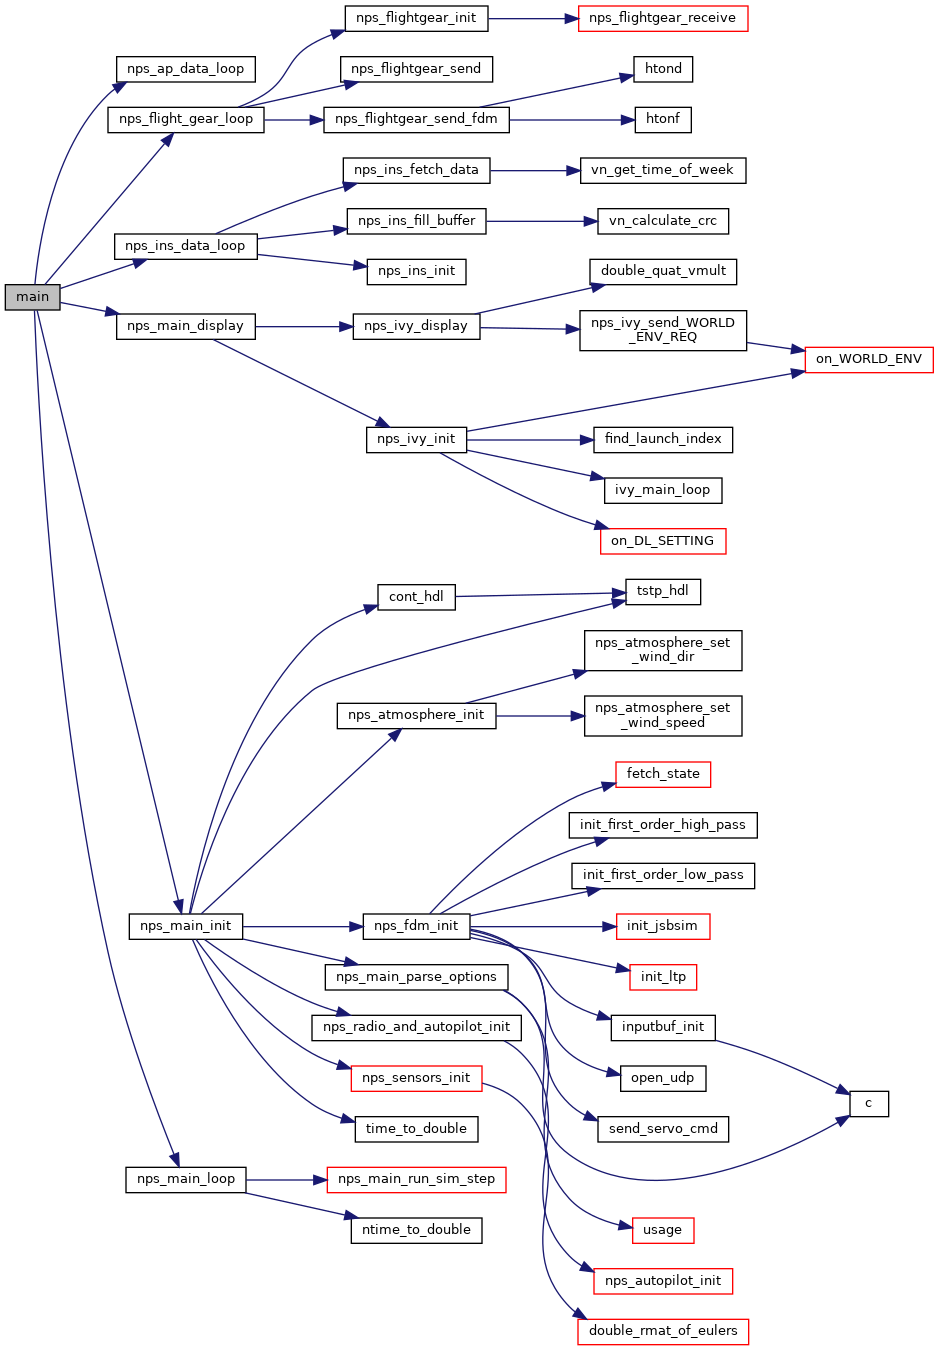 nps_flightgear_init
nps_flightgear_receive
nps_ap_data_loop
nps_flightgear_send
htond
nps_flight_gear_loop
nps_flightgear_send_fdm
htonf
nps_ins_fetch_data
vn_get_time_of_week
nps_ins_fill_buffer
vn_calculate_crc
nps_ins_data_loop
nps_ins_init
double_quat_vmult
main
nps_main_display
nps_ivy_display
nps_ivy_send_WORLD
_ENV_REQ
on_WORLD_ENV
nps_ivy_init
find_launch_index
ivy_main_loop
on_DL_SETTING
cont_hdl
tstp_hdl
nps_atmosphere_set
_wind_dir
nps_atmosphere_init
nps_atmosphere_set
_wind_speed
fetch_state
init_first_order_high_pass
init_first_order_low_pass
nps_main_init
nps_fdm_init
init_jsbsim
nps_main_parse_options
init_ltp
nps_radio_and_autopilot_init
inputbuf_init
nps_sensors_init
open_udp
c
time_to_double
send_servo_cmd
nps_main_loop
nps_main_run_sim_step
ntime_to_double
usage
nps_autopilot_init
double_rmat_of_eulers